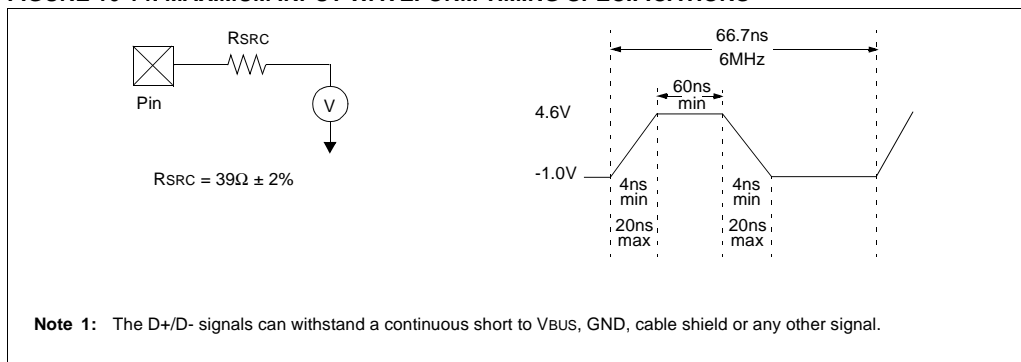 RSRC
Pin
V
RSRC = 39Ω ± 2%
66.7ns
6MHz
60ns
min
4.6V
-1.0V
4ns
min
20ns
max
4ns
min
20ns
max
Note 1: The D+/D- signals can withstand a continuous short to VBUS, GND, cable shield or any other signal.